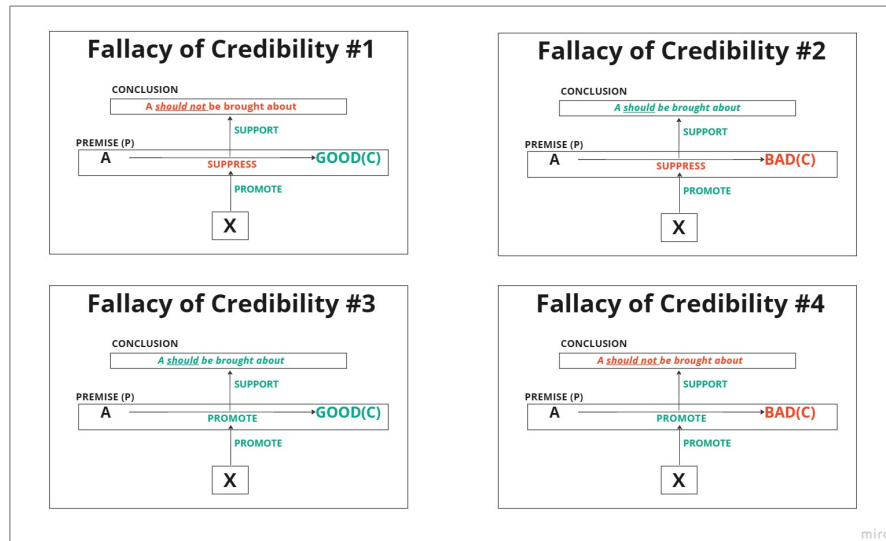 Fallacy of Credibility #1
CONCLUSION
A should not be brought about
SUPPORT
PREMISE (P)
A
GOOD(C)
SUPPRESS
PROMOTE
X
Fallacy of Credibility #2
CONCLUSION
A should be brought about
SUPPORT
PREMISE (P)
A
BAD(C)
SUPPRESS
PROMOTE
X
Fallacy of Credibility #3
CONCLUSION
A should be brought about
SUPPORT
PREMISE (P)
A
GOOD(C)
PROMOTE
PROMOTE
X
Fallacy of Credibility #4
CONCLUSION
A should not be brought about
SUPPORT
PREMISE (P)
A
BAD(C)
PROMOTE
PROMOTE
X